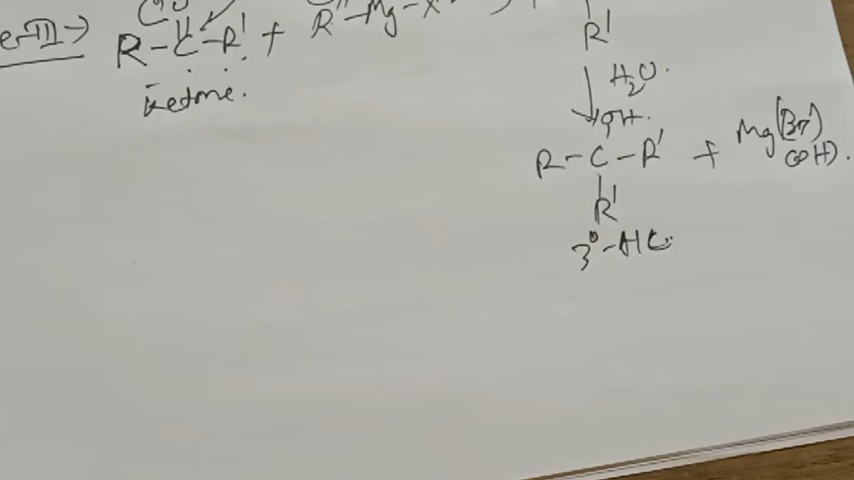 R-C-R' + R''-Mg-X
Ketone.
R'
H2O.
OH.
R-C-R' + Mg(Br)
(OH).
R'
3°-Alc